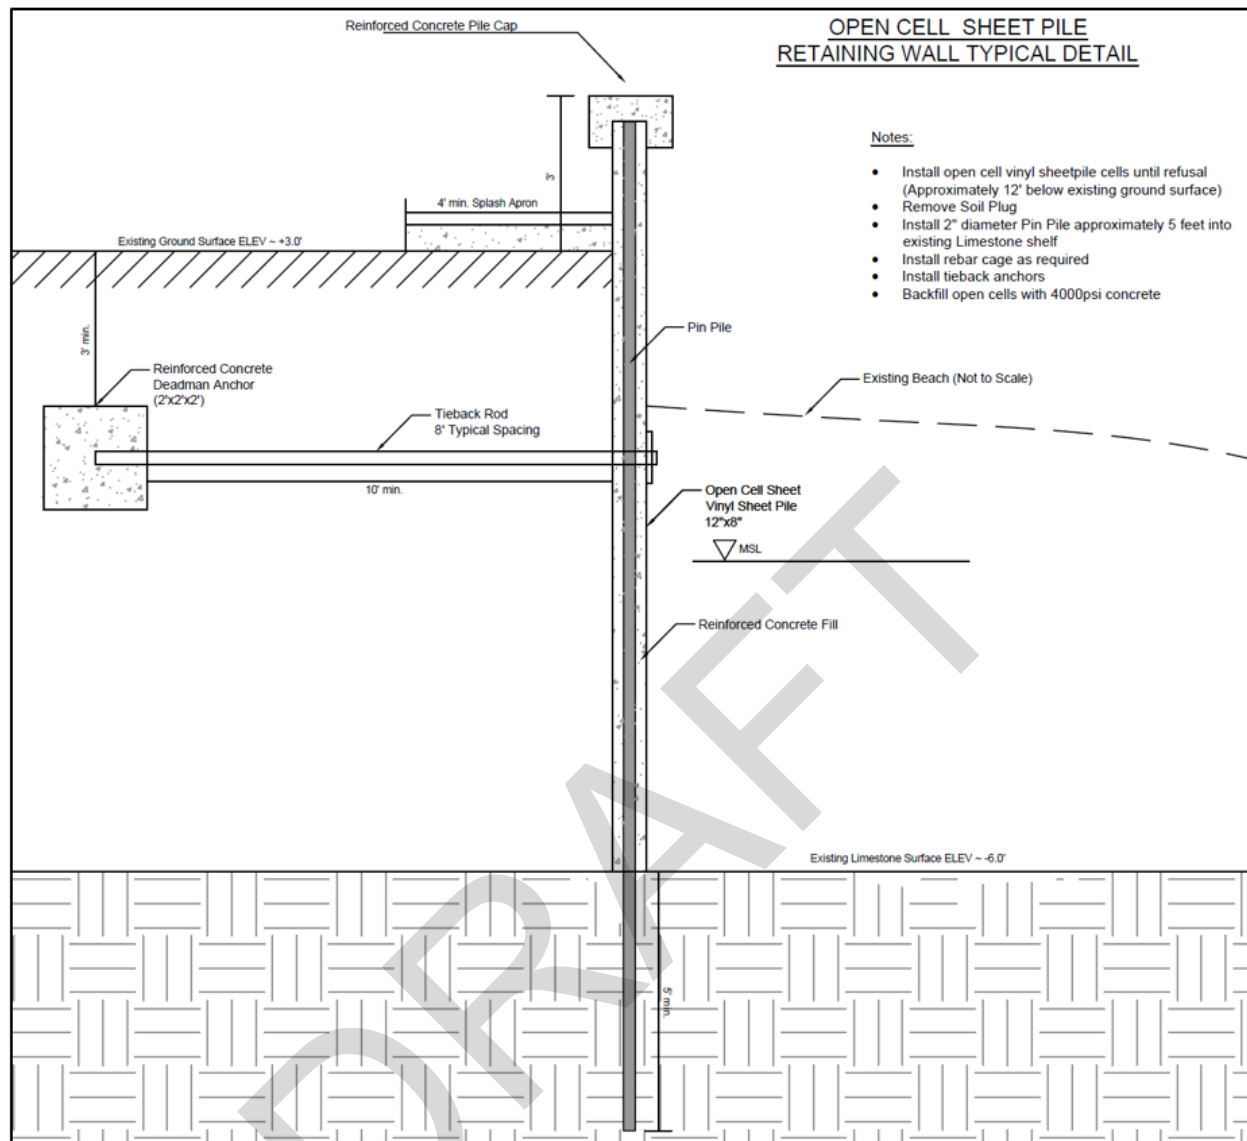 Reinforced Concrete Pile Cap
OPEN CELL SHEET PILE
RETAINING WALL TYPICAL DETAIL
Notes:
• Install open cell vinyl sheetpile cells until refusal
(Approximately 12' below existing ground surface)
• Remove Soil Plug
• Install 2" diameter Pin Pile approximately 5 feet into
existing Limestone shelf
• Install rebar cage as required
• Install tieback anchors
• Backfill open cells with 4000psi concrete
3'
4' min. Splash Apron
Existing Ground Surface ELEV ~ +3.0'
3' min.
Pin Pile
Reinforced Concrete
Deadman Anchor
(2'x2'x2')
Existing Beach (Not to Scale)
Tieback Rod
8' Typical Spacing
10' min.
Open Cell Sheet
Vinyl Sheet Pile
12"x8"
MSL
Reinforced Concrete Fill
Existing Limestone Surface ELEV ~ -6.0'
5' min.
DRAFT